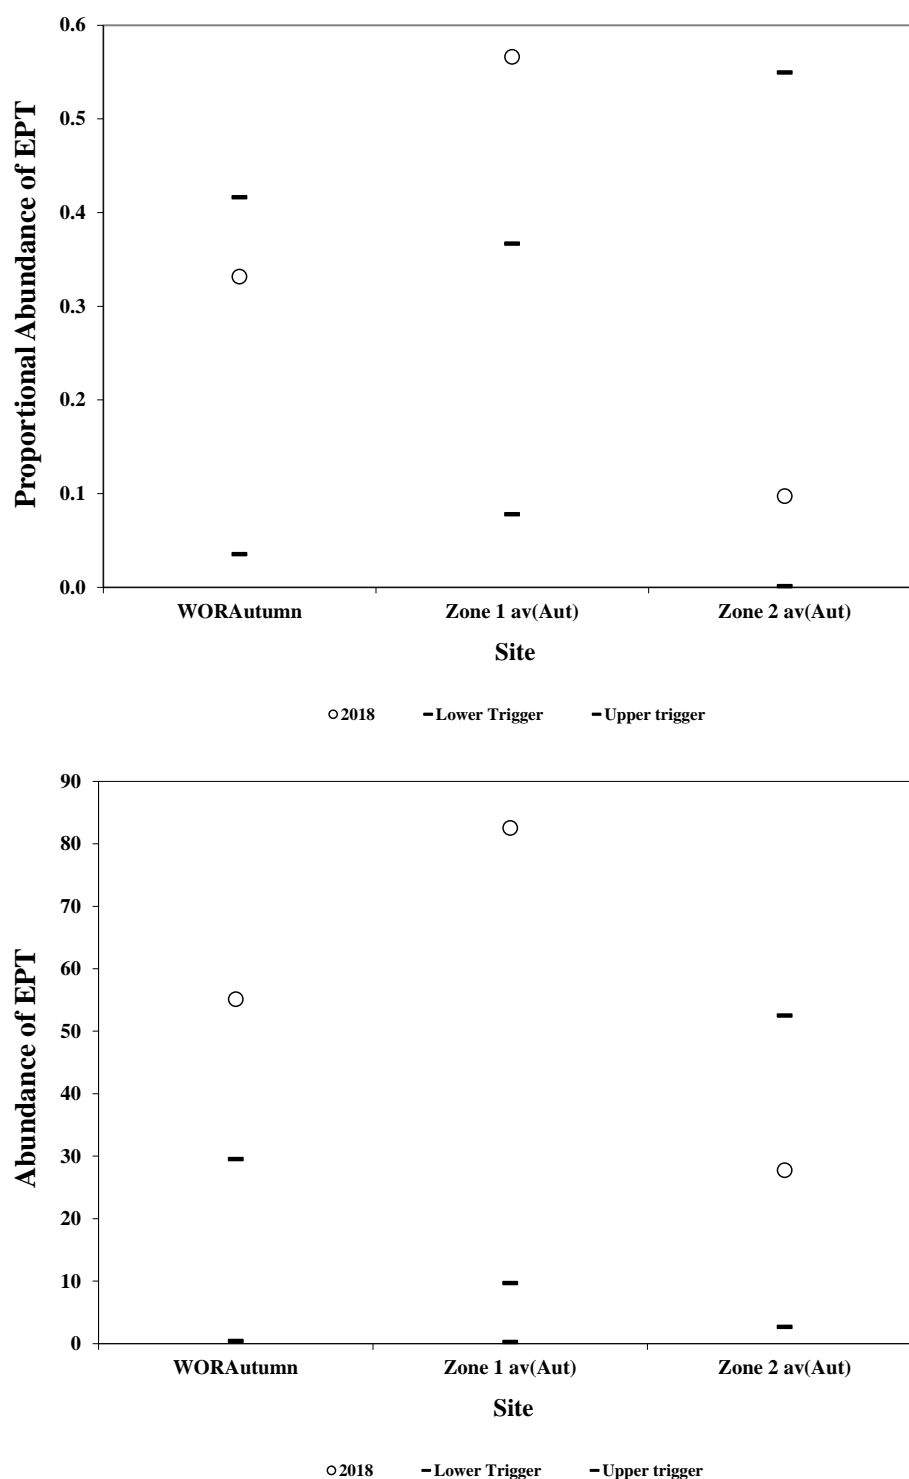 Proportional Abundance of EPT
0.6
0.5
0.4
0.3
0.2
0.1
0.0
WORAutumn Zone 1 av(Aut) Zone 2 av(Aut)
Site
2018 Lower Trigger Upper trigger
Abundance of EPT
90
80
70
60
50
40
30
20
10
0
WORAutumn Zone 1 av(Aut) Zone 2 av(Aut)
Site
2018 Lower Trigger Upper trigger